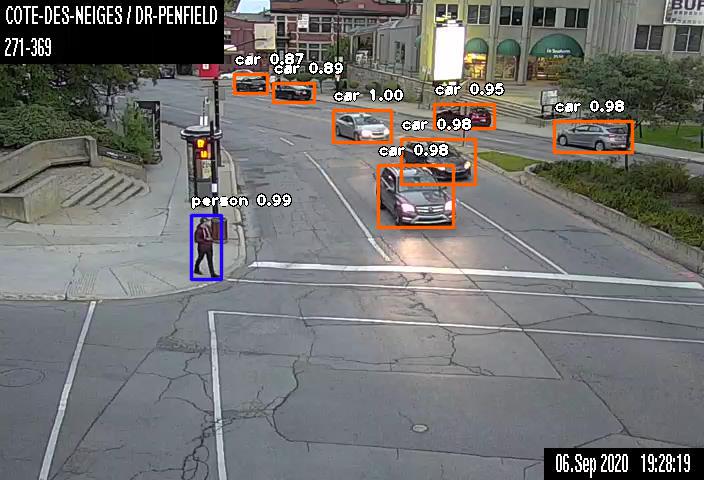 COTE-DES-NEIGES / DR-PENFIELD
271-369
BUF
car 0.87
car 0.89
car 1.00
car 0.95
car 0.98
car 0.98
car 0.98
person 0.99
06.Sep 2020 19:28:19